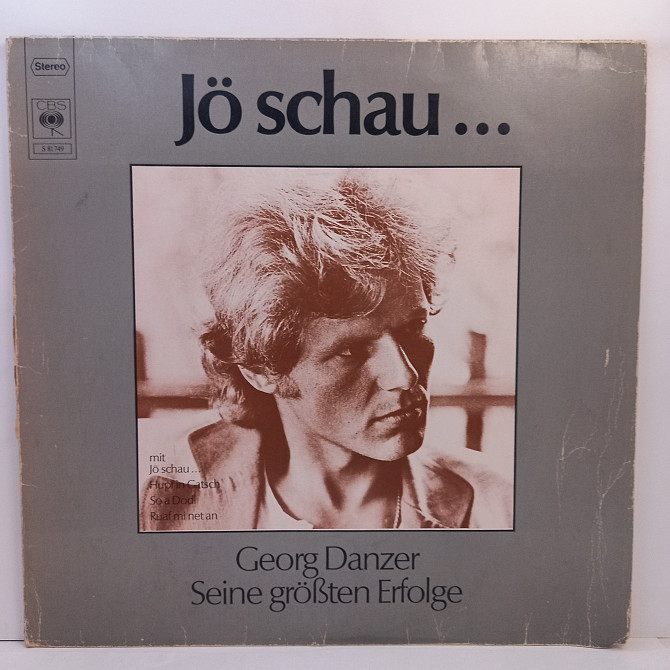 Stereo
CBS
S 81749
Jö schau...
mit
Jö schau...
Hupf in Gatsch
So a Dodl
Ruaf mi net an
Georg Danzer
Seine größten Erfolge